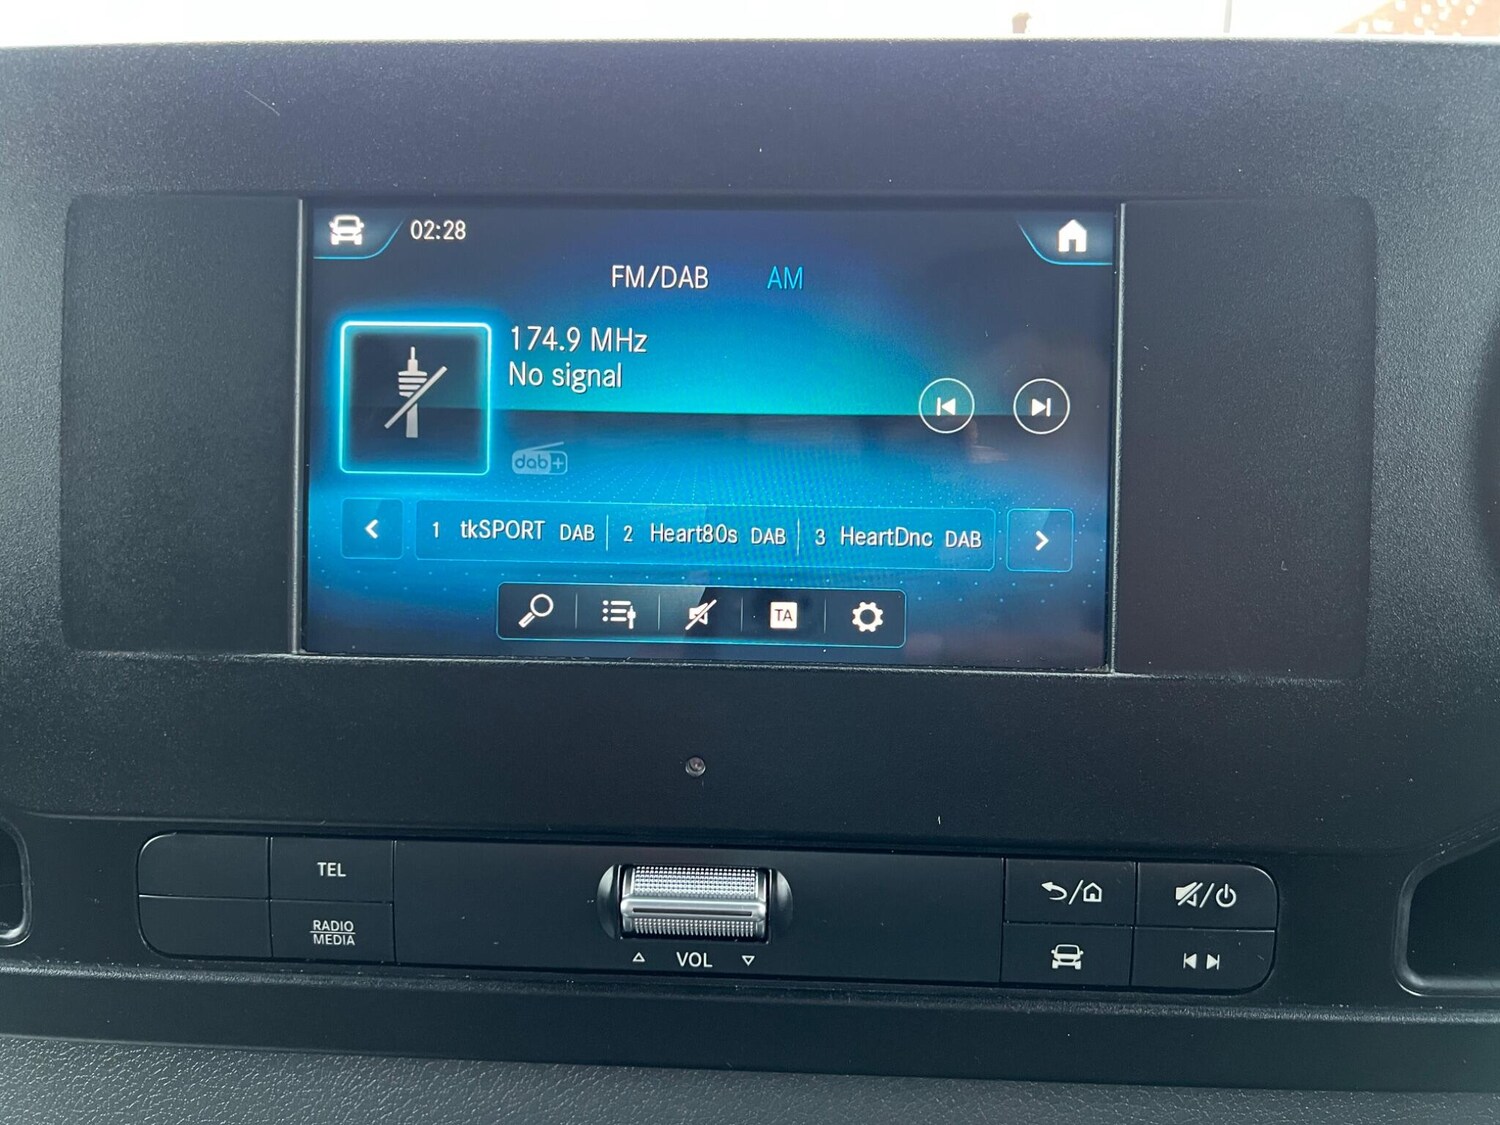 02:28
FM/DAB AM
174.9 MHz
No signal
dab+
1 tkSPORT DAB 2 Heart80s DAB 3 HeartDnc DAB
TA
TEL
RADIO
MEDIA
VOL